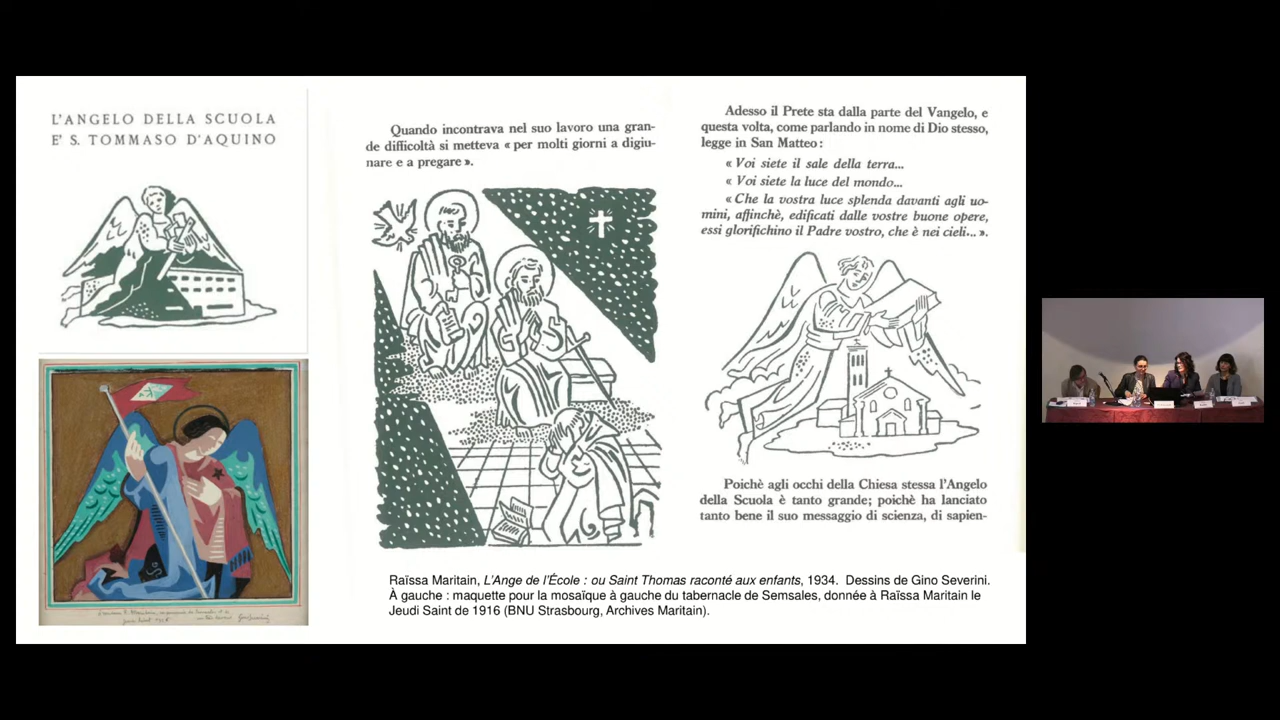 L'ANGELO DELLA SCUOLA
E' S. TOMMASO D'AQUINO
Quando incontrava nel suo lavoro una gran-
de difficoltà si metteva « per molti giorni a digiu-
nare e a pregare ».
Adesso il Prete sta dalla parte del Vangelo, e
questa volta, come parlando in nome di Dio stesso,
legge in San Matteo :
« Voi siete il sale della terra...
« Voi siete la luce del mondo...
« Che la vostra luce splenda davanti agli uo-
mini, affinchè, edificati dalle vostre buone opere,
essi glorifichino il Padre vostro, che è nei cieli... ».
Poichè agli occhi della Chiesa stessa l'Angelo
della Scuola è tanto grande; poichè ha lanciato
tanto bene il suo messaggio di scienza, di sapien-
Raïssa Maritain, L'Ange de l'École : ou Saint Thomas raconté aux enfants, 1934. Dessins de Gino Severini.
À gauche : maquette pour la mosaïque à gauche du tabernacle de Semsales, donnée à Raïssa Maritain le
Jeudi Saint de 1916 (BNU Strasbourg, Archives Maritain).